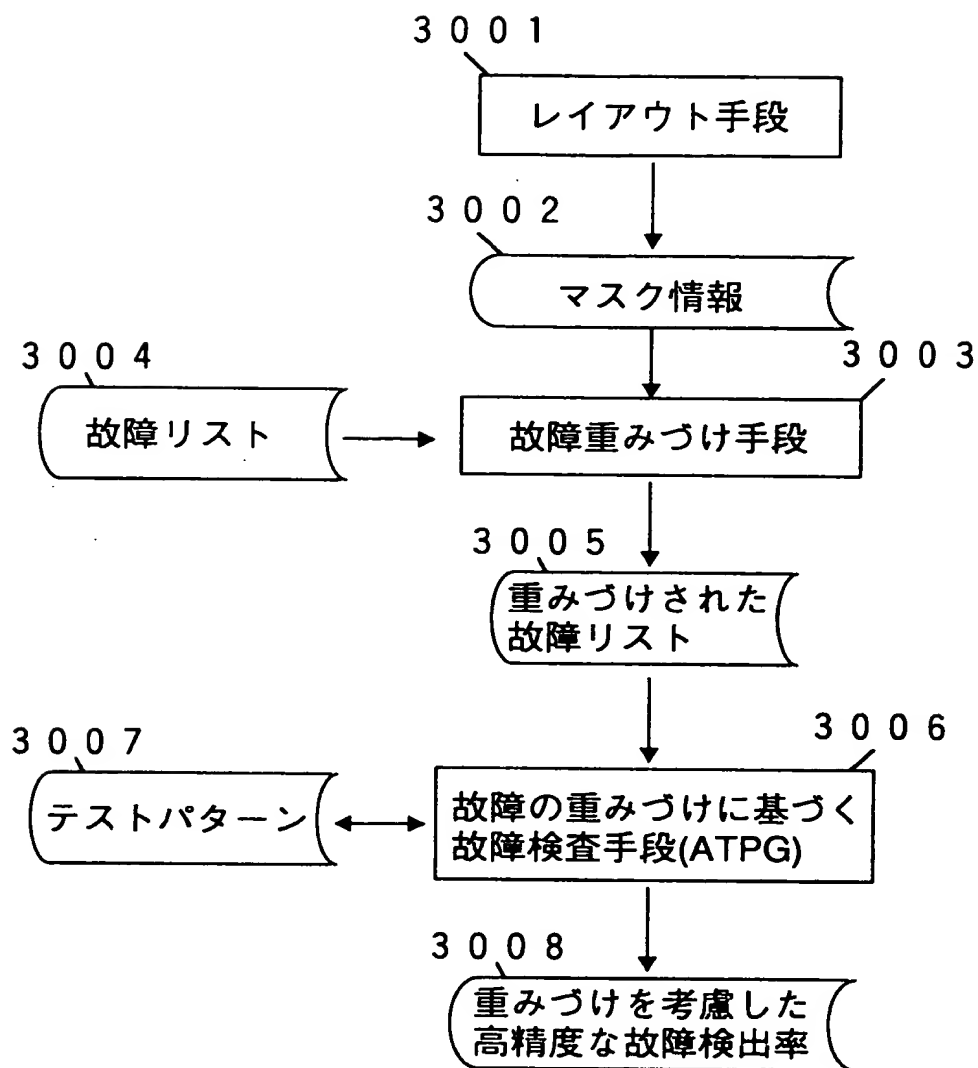 3001
レイアウト手段
3002
マスク情報
3004
3003
故障リスト
故障重みづけ手段
3005
重みづけされた
故障リスト
3007
3006
テストパターン
故障の重みづけに基づく
故障検査手段(ATPG)
3008
重みづけを考慮した
高精度な故障検出率